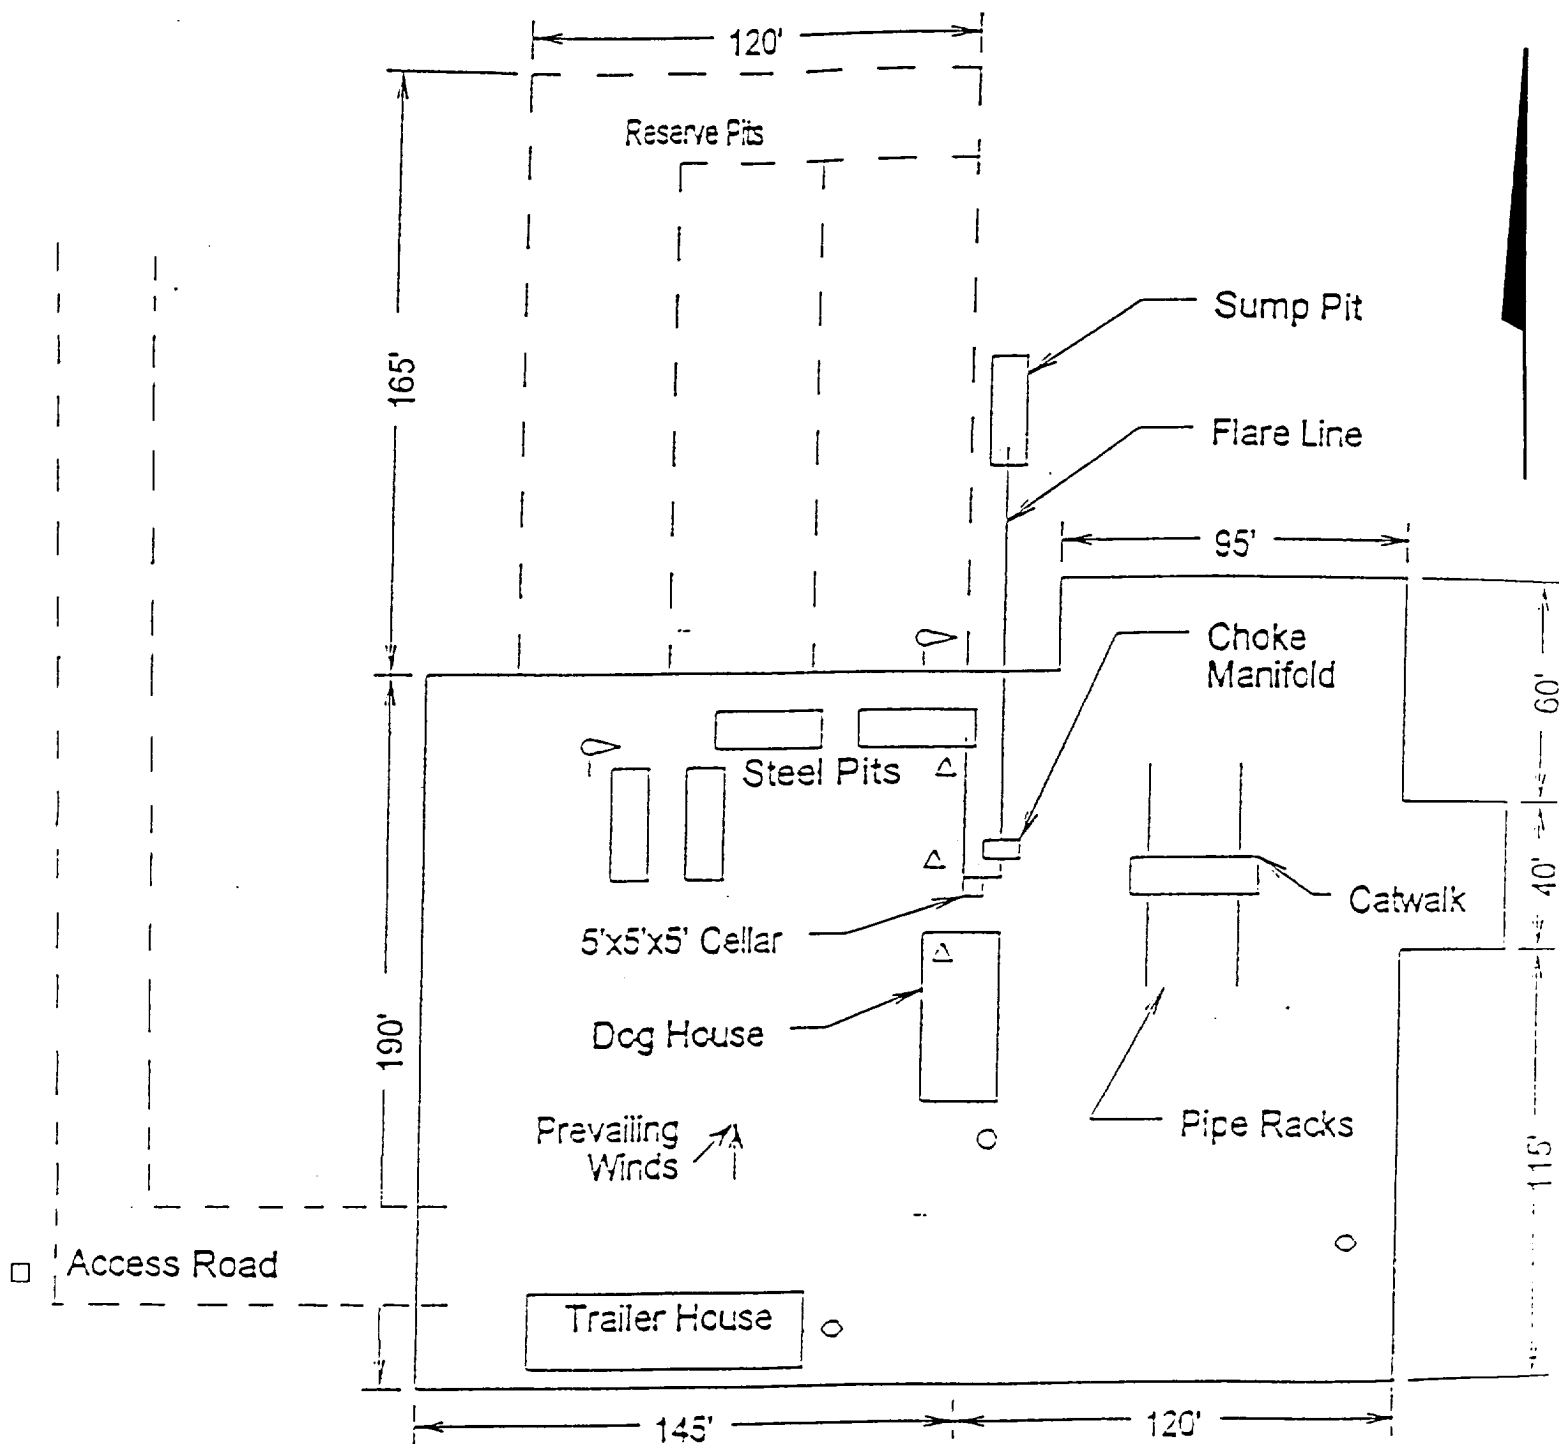 120'
Reserve Pits
165'
Sump Pit
Flare Line
95'
Choke
Manifold
60'
Steel Pits
40'
Catwalk
5'x5'x5' Cellar
Dog House
190'
Prevailing
Winds
Pipe Racks
115'
Access Road
Trailer House
145'
120'